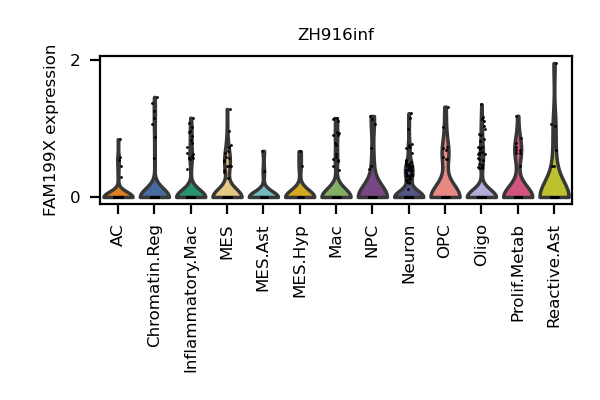 ZH916inf
FAM199X expression
2
0
AC
Chromatin.Reg
Inflammatory.Mac
MES
MES.Ast
MES.Hyp
Mac
NPC
Neuron
OPC
Oligo
Prolif.Metab
Reactive.Ast